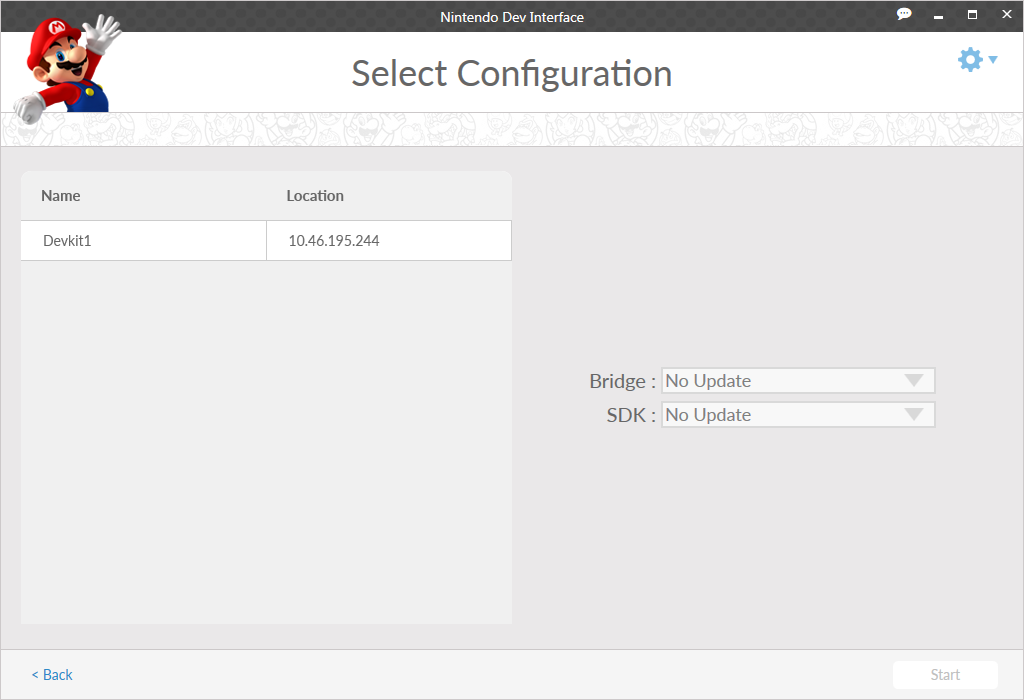 Nintendo Dev Interface
M
Select Configuration
Name Location
Devkit1 10.46.195.244
Bridge : No Update
SDK : No Update
< Back Start